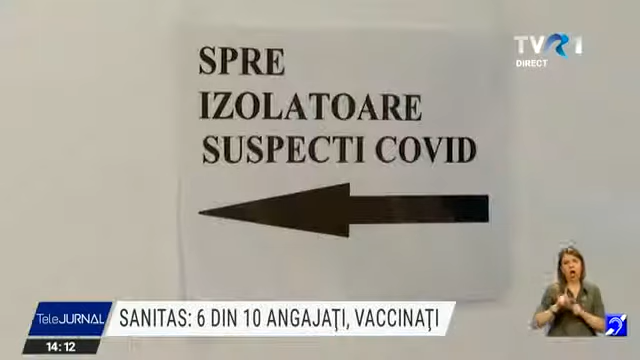 SPRE
IZOLATOARE
SUSPECTI COVID
TVR1
DIRECT
TeleJURNAL
SANITAS: 6 DIN 10 ANGAJAŢI, VACCINAŢI
14:12